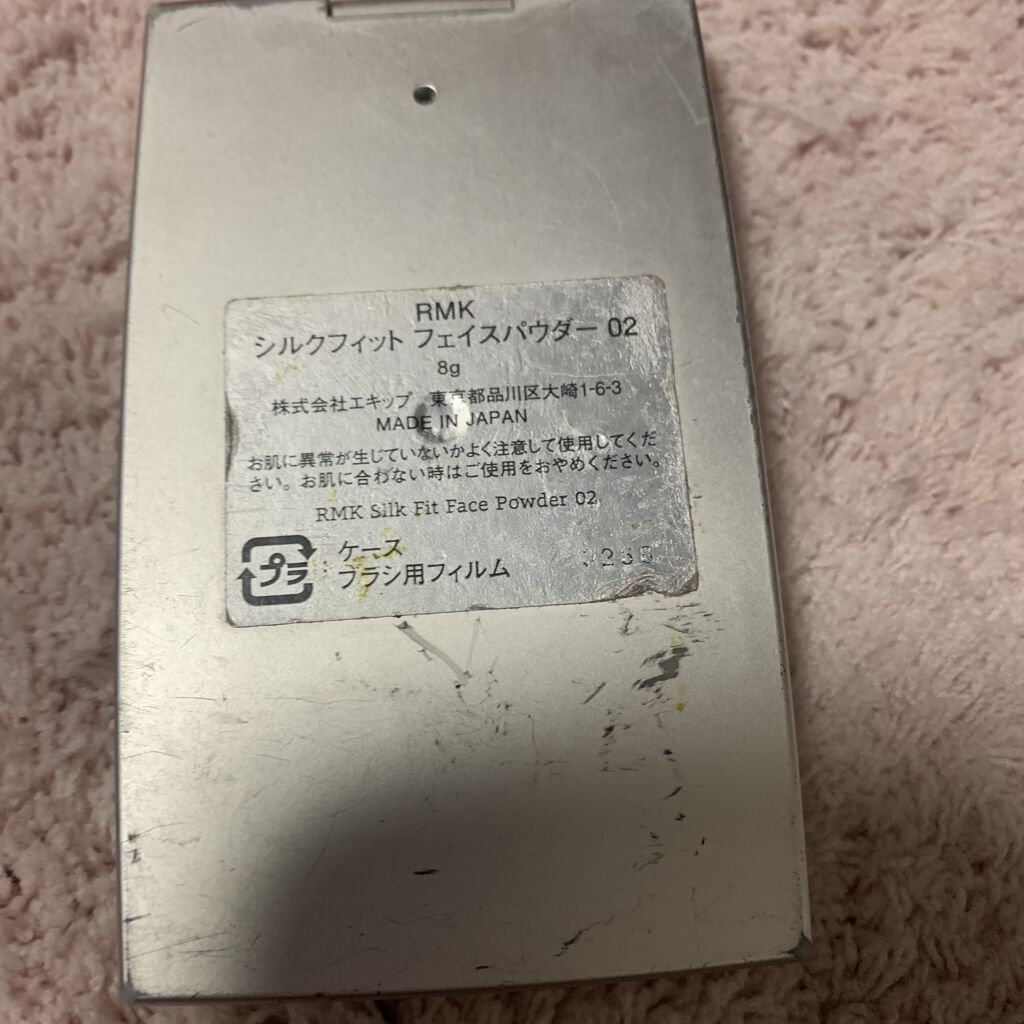 RMK
シルクフィット フェイスパウダー 02
8g
株式会社エキップ 東京都品川区大崎1-6-3
MADE IN JAPAN
お肌に異常が生じていないかよく注意して使用してくだ
さい。お肌に合わない時はご使用をおやめください。
RMK Silk Fit Face Powder 02
プラ : ケース
ブラシ用フィルム